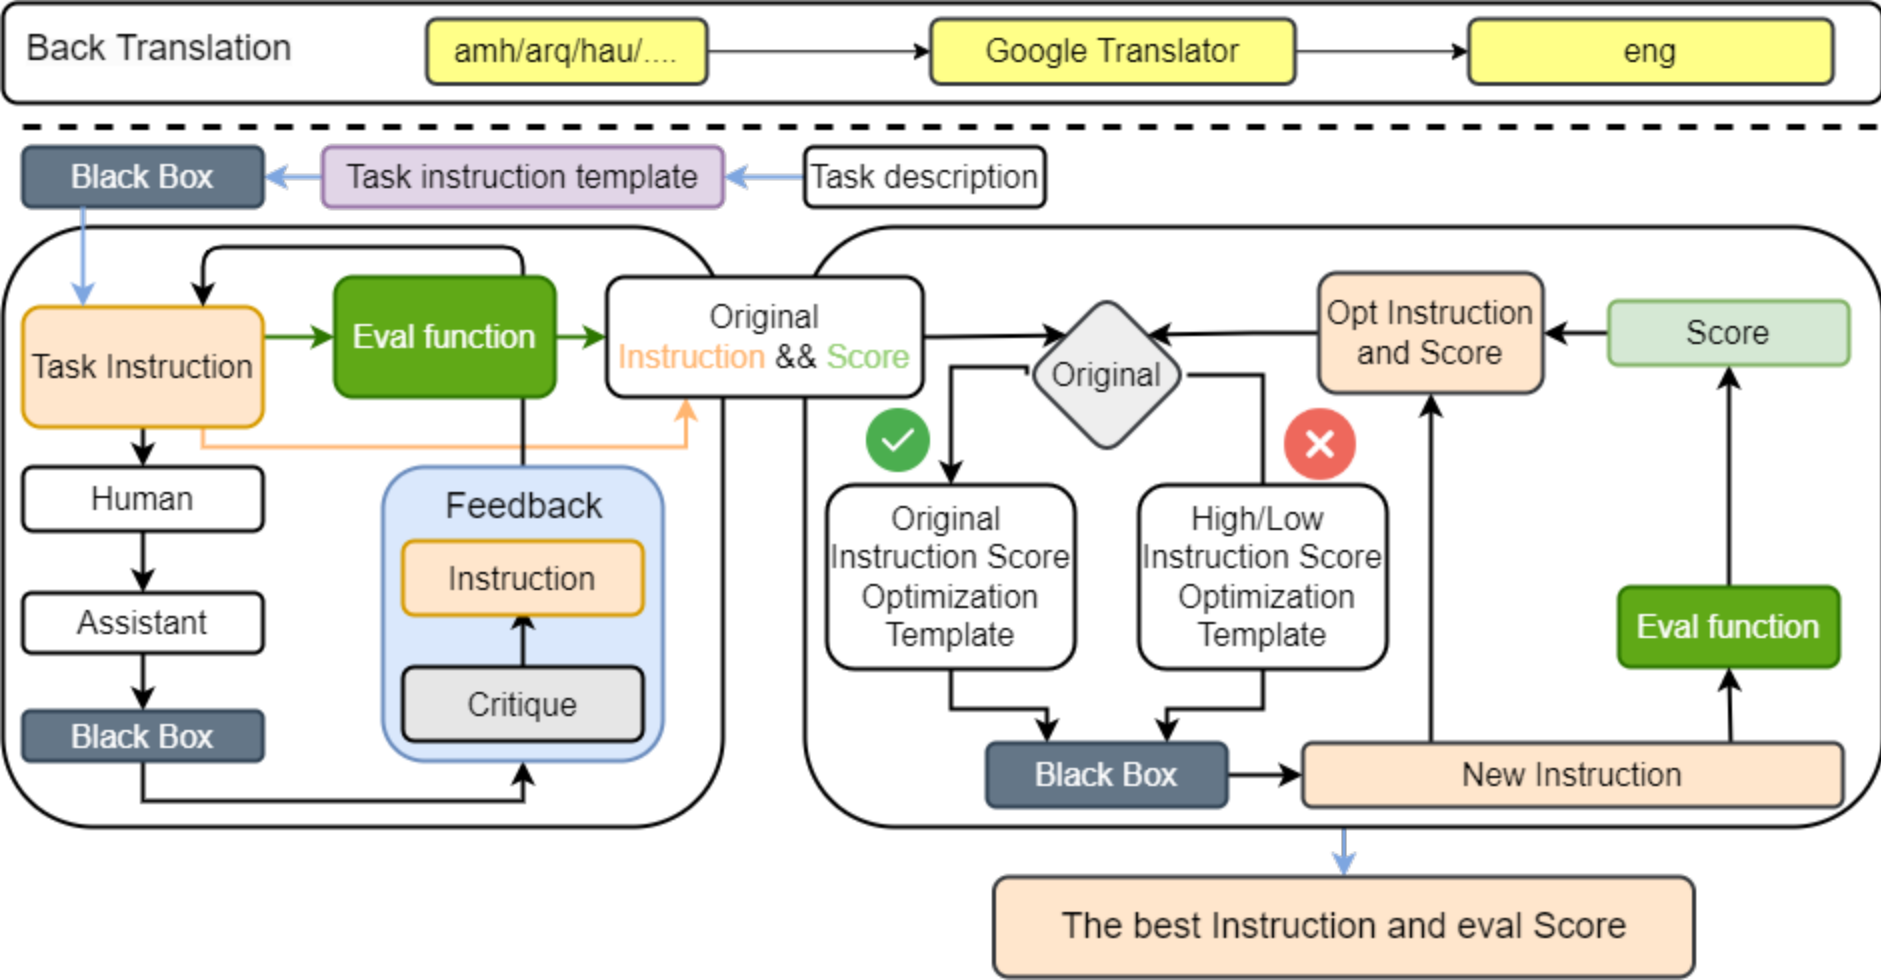 Back Translation
amh/arq/hau/....
Google Translator
eng
Black Box
Task instruction template
Task description
Task Instruction
Eval function
Original
Instruction && Score
Human
Assistant
Black Box
Feedback
Instruction
Critique
Original
Opt Instruction
and Score
Score
Original
Instruction Score
Optimization
Template
High/Low
Instruction Score
Optimization
Template
Eval function
Black Box
New Instruction
The best Instruction and eval Score